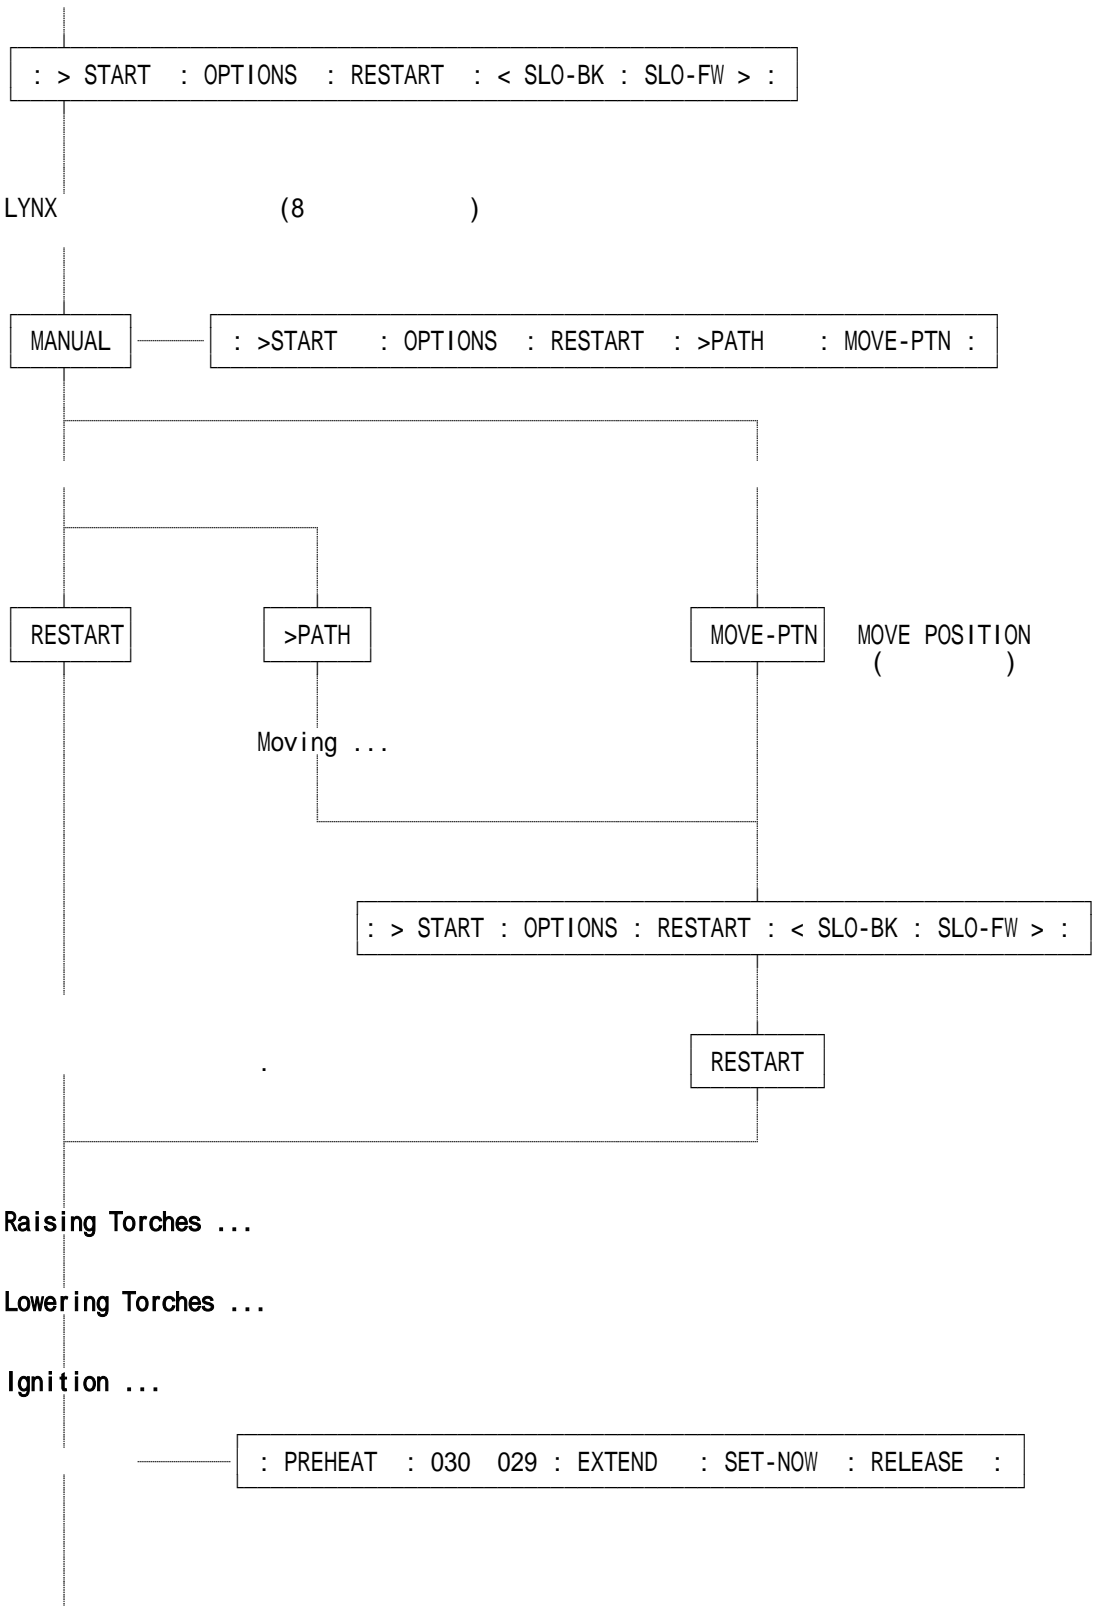 : > START : OPTIONS : RESTART : < SLO-BK : SLO-FW > :
LYNX (8 )
MANUAL : >START : OPTIONS : RESTART : >PATH : MOVE-PTN :
RESTART >PATH MOVE-PTN MOVE POSITION
( )
Moving ...
: > START : OPTIONS : RESTART : < SLO-BK : SLO-FW > :
. RESTART
Raising Torches ...
Lowering Torches ...
Ignition ...
: PREHEAT : 030 029 : EXTEND : SET-NOW : RELEASE :